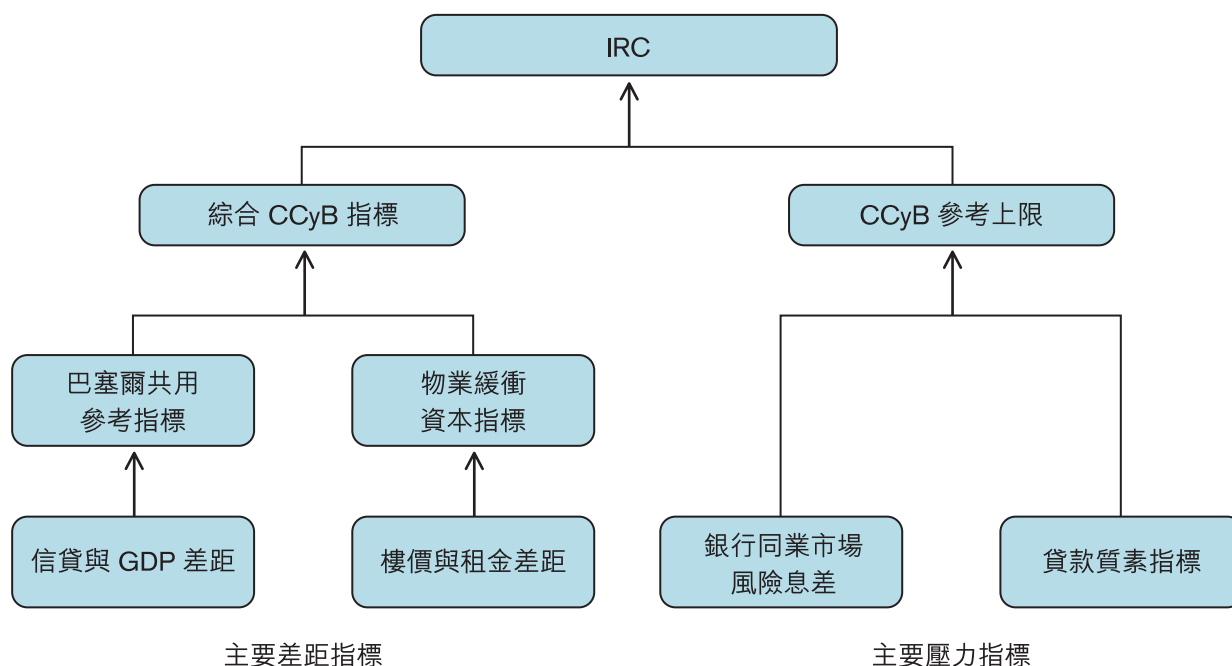 IRC
綜合 CCyB 指標
CCyB 參考上限
巴塞爾共用
參考指標
物業緩衝
資本指標
信貸與 GDP 差距
樓價與租金差距
銀行同業市場
風險息差
貸款質素指標
主要差距指標
主要壓力指標